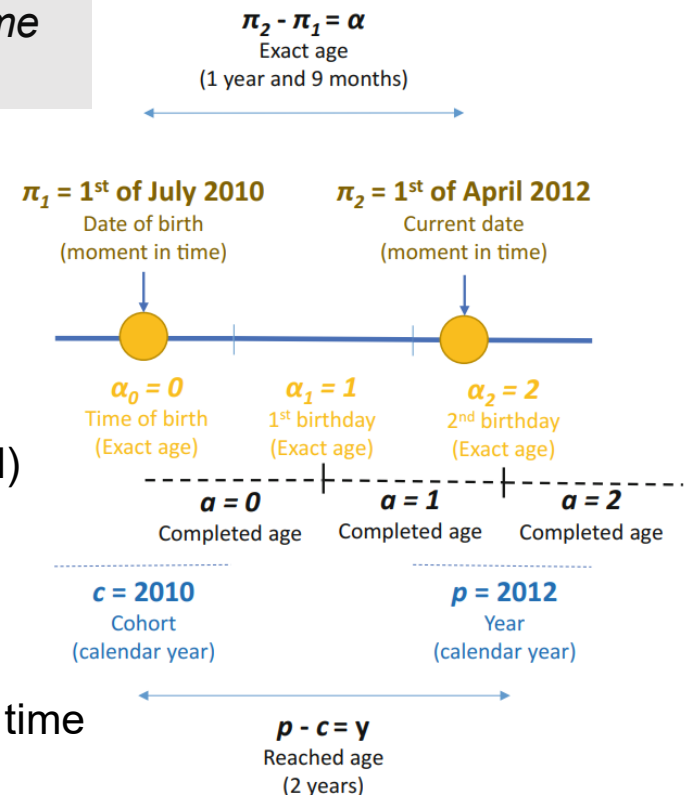 me
π2 - π1 = α
Exact age
(1 year and 9 months)
π1 = 1st of July 2010
Date of birth
(moment in time)
π2 = 1st of April 2012
Current date
(moment in time)
α0 = 0
Time of birth
(Exact age)
α1 = 1
1st birthday
(Exact age)
α2 = 2
2nd birthday
(Exact age)
)
a = 0
Completed age
a = 1
Completed age
a = 2
Completed age
c = 2010
Cohort
(calendar year)
p = 2012
Year
(calendar year)
time
p - c = y
Reached age
(2 years)